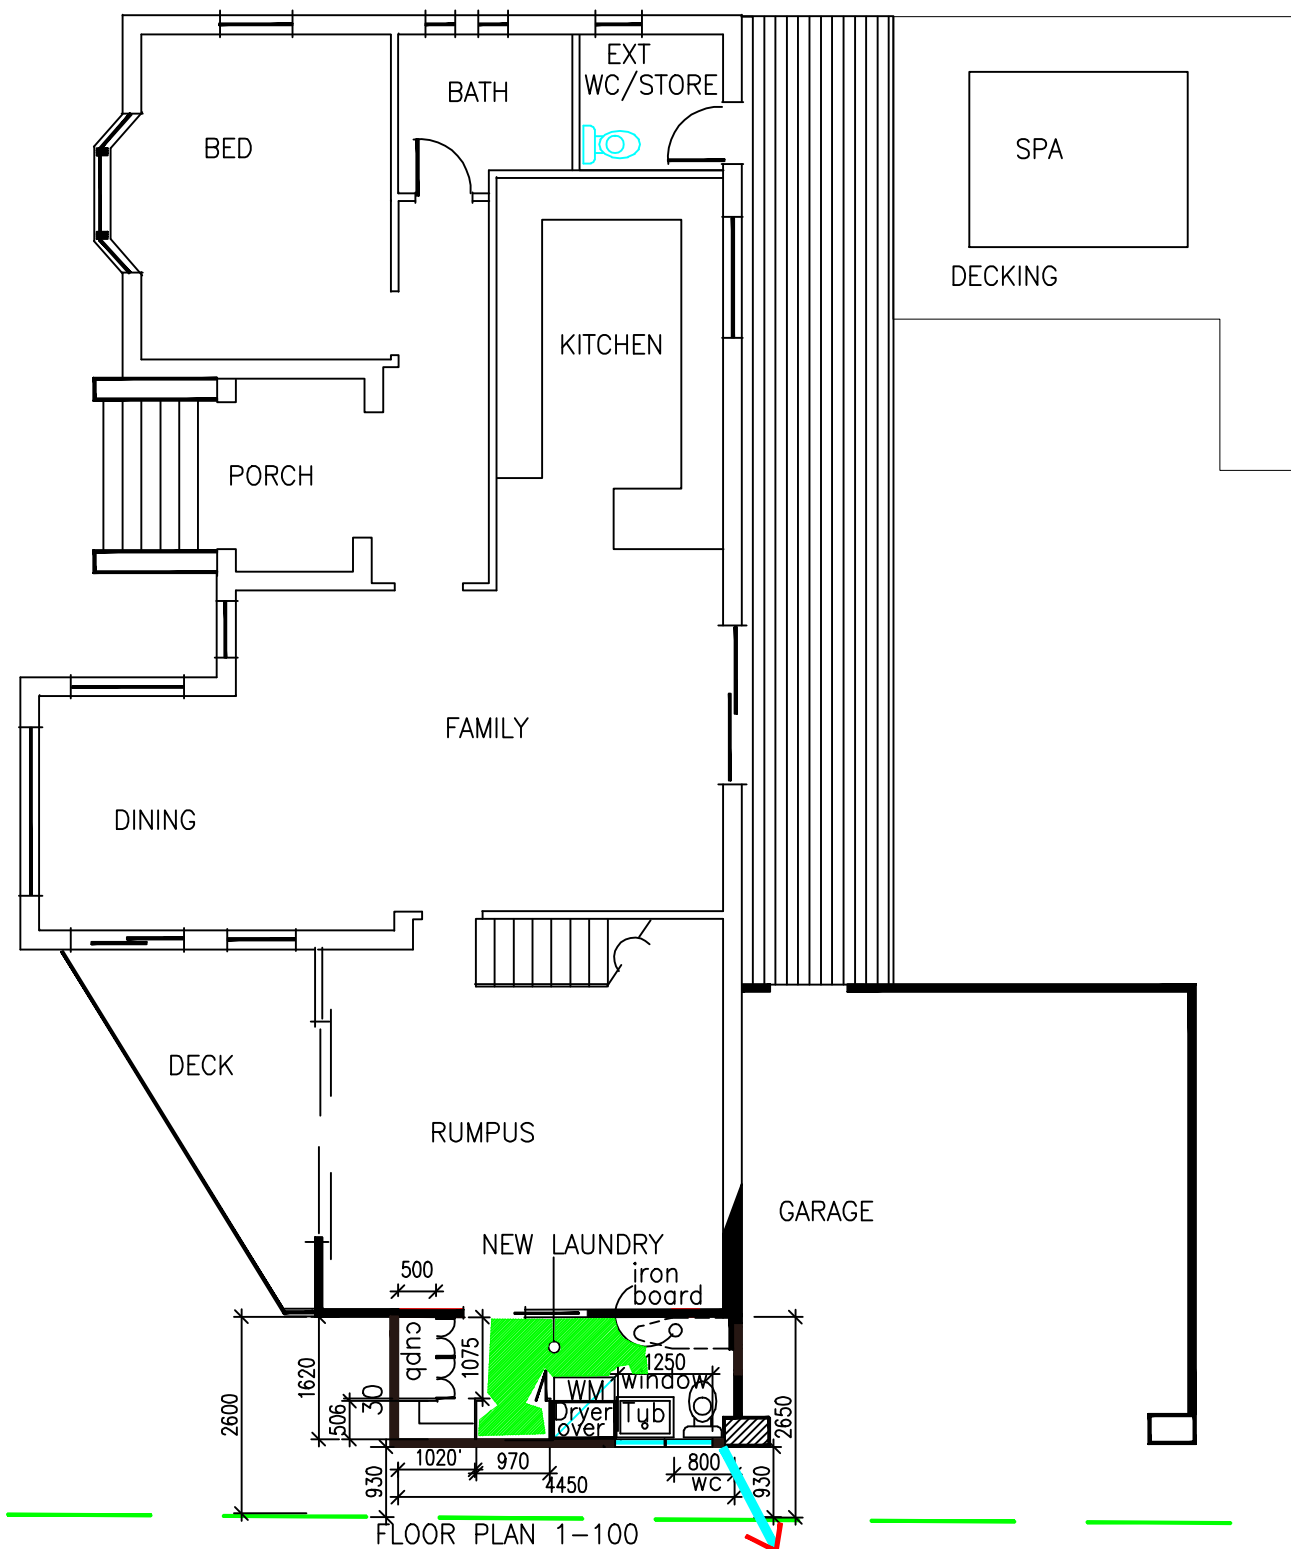 EXT
WC/STORE
BATH
BED
SPA
DECKING
KITCHEN
PORCH
FAMILY
DINING
DECK
RUMPUS
GARAGE
NEW LAUNDRY
500
iron
board
cupd
1075
1250
window
WM
Dryer
over
Tub
2600
1620
506
30
2650
1020'
970
800
WC
4450
930
930
FLOOR PLAN 1-100